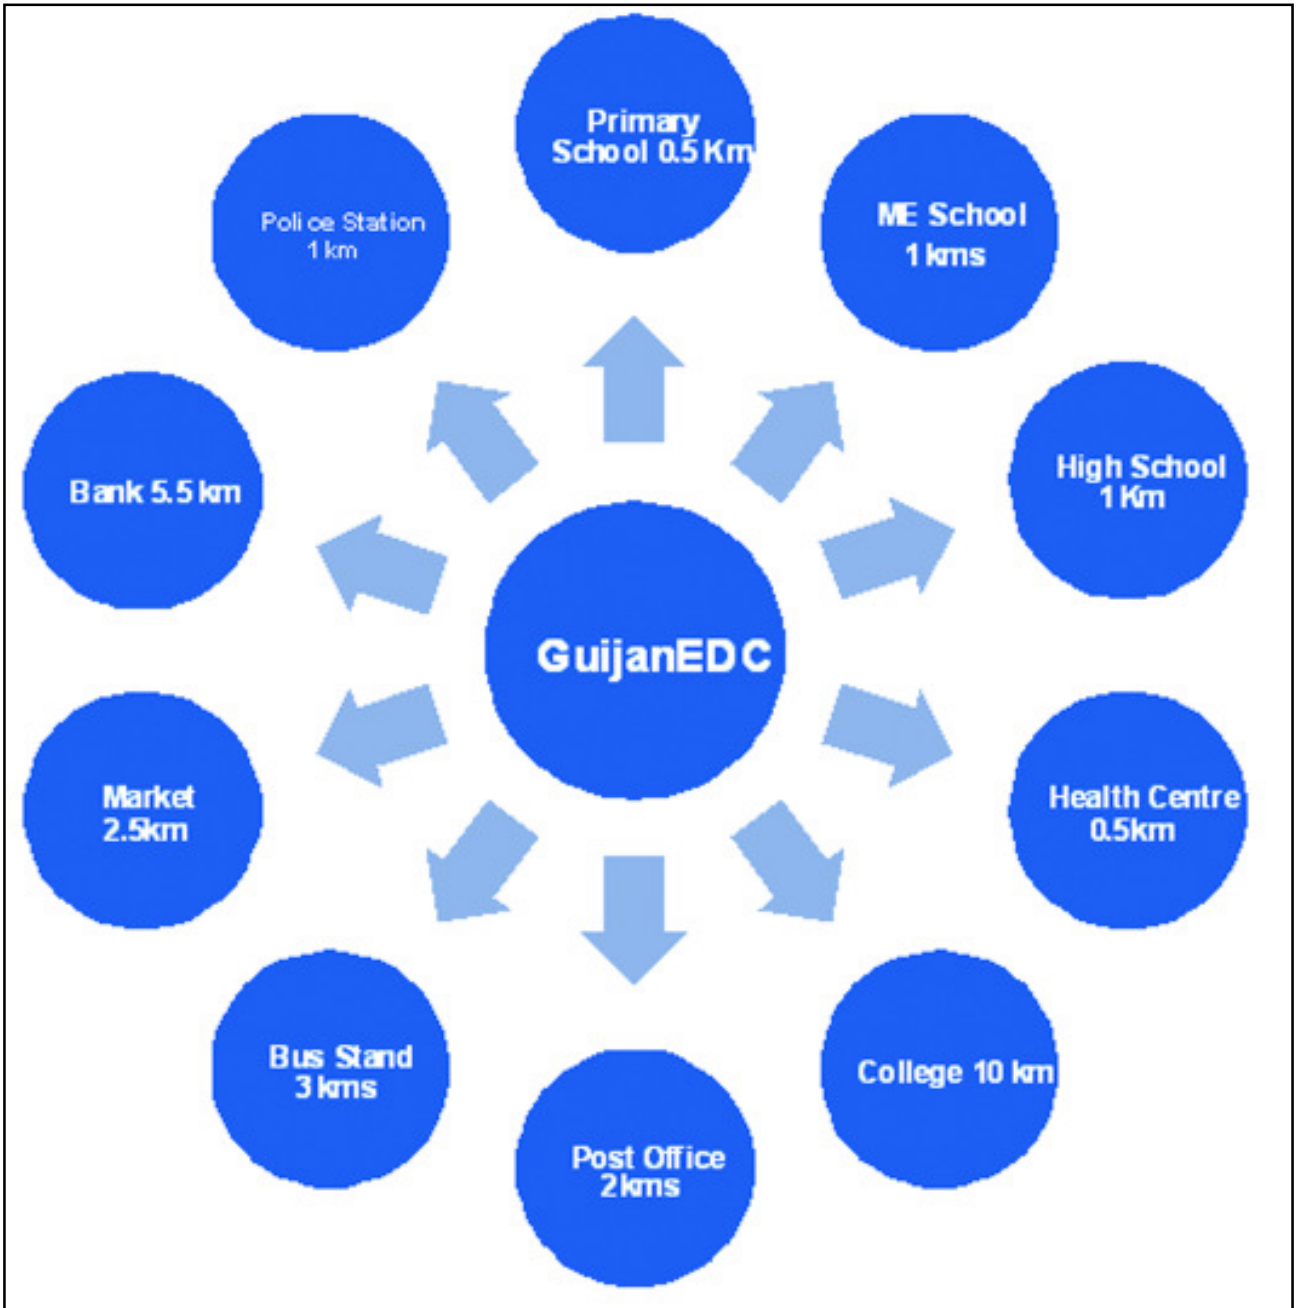 Primary
School 0.5 Km
ME School
1 kms
High School
1 Km
Health Centre
0.5km
College 10 km
Post Office
2kms
Bus Stand
3 kms
Market
2.5km
Bank 5.5 km
Police Station
1 km
GuijanEDC